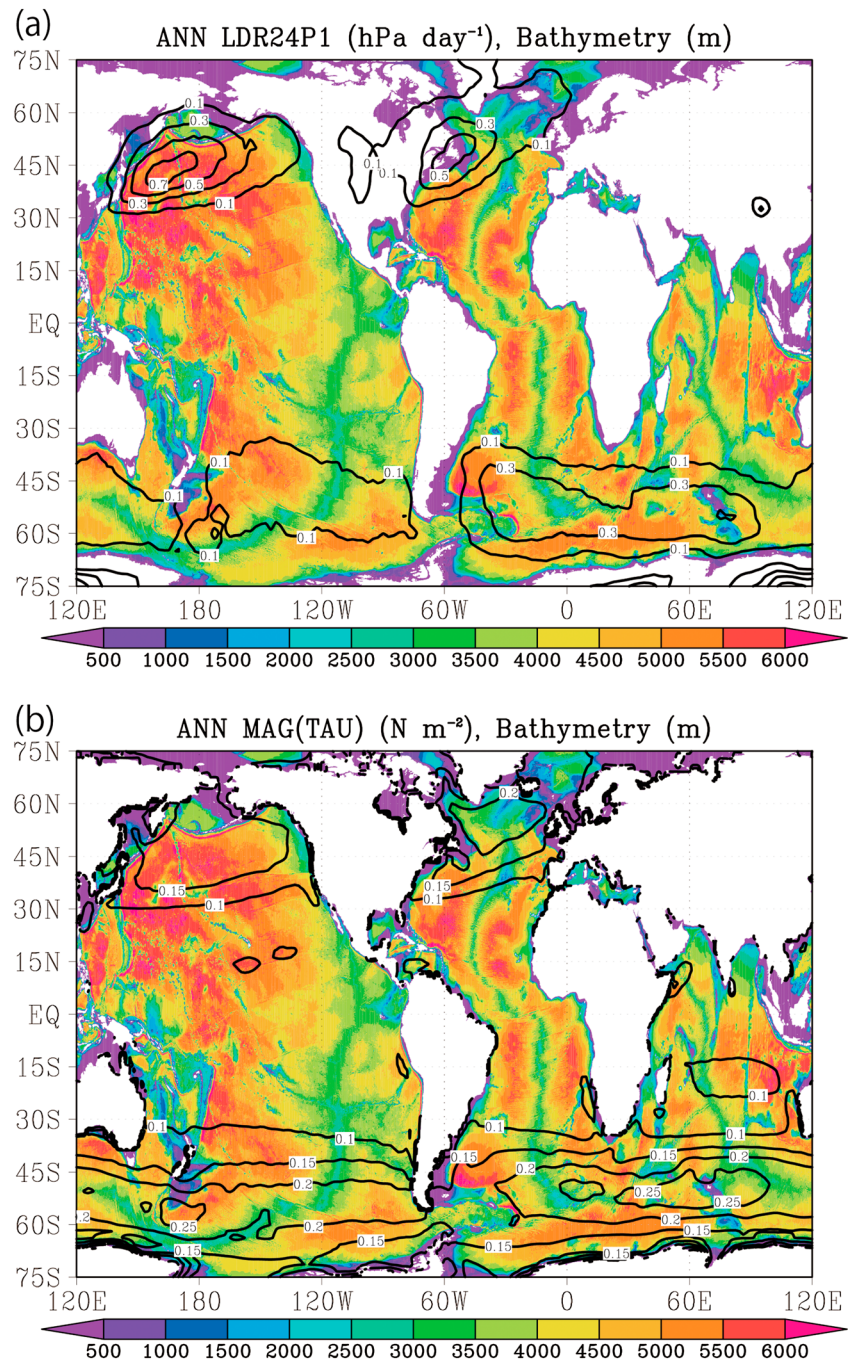 (a)
ANN LDR24P1 (hPa day⁻¹), Bathymetry (m)
75N
60N
45N
30N
15N
EQ
15S
30S
45S
60S
75S
0.1
0.3
0.7
0.5
0.3
0.1
0.1
0.1
0.3
0.1
0.5
0.1
0.1
0.1
0.1
0.1
0.1
0.3
0.1
0.3
0.3
0.1
120E 180 120W 60W 0 60E 120E
500 1000 1500 2000 2500 3000 3500 4000 4500 5000 5500 6000
(b)
ANN MAG(TAU) (N m⁻²), Bathymetry (m)
75N
60N
45N
30N
15N
EQ
15S
30S
45S
60S
75S
0.2
0.15
0.1
0.15
0.1
0.1
0.1
0.1
0.15
0.2
0.25
0.2
0.2
0.15
0.15
0.1
0.1
0.15
0.2
0.2
0.25
0.2
0.15
0.15
120E 180 120W 60W 0 60E 120E
500 1000 1500 2000 2500 3000 3500 4000 4500 5000 5500 6000